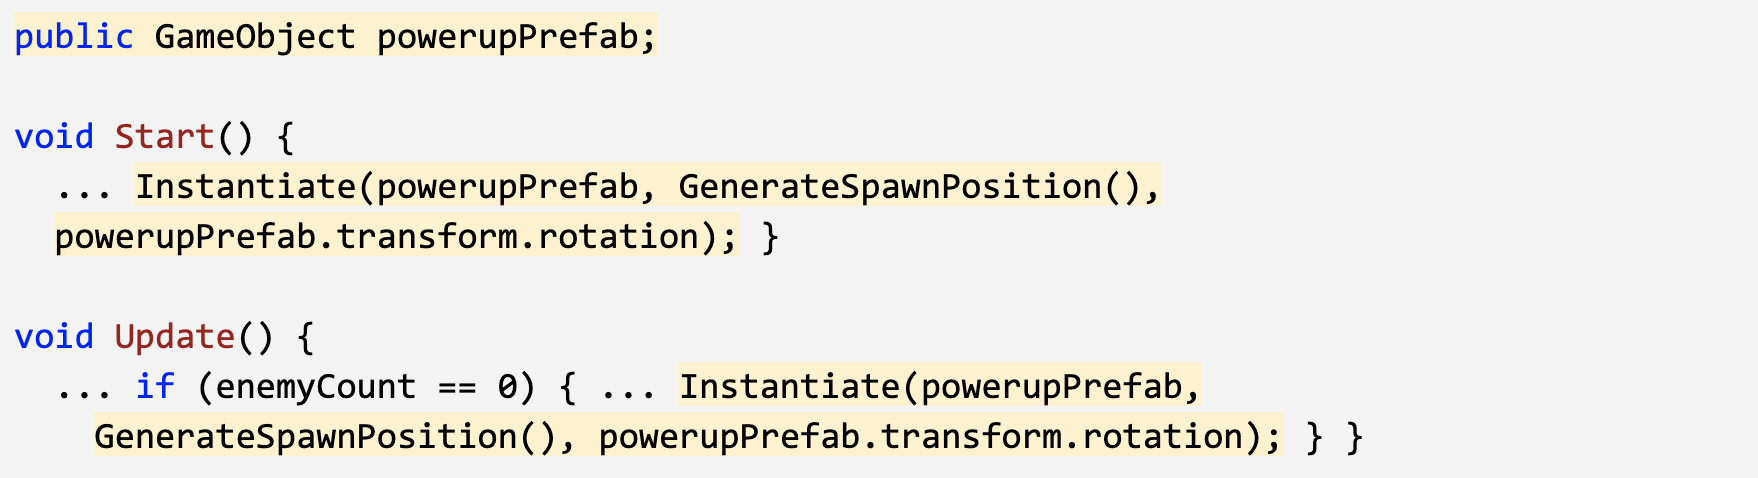 public GameObject powerupPrefab;
void Start() {
... Instantiate(powerupPrefab, GenerateSpawnPosition(),
powerupPrefab.transform.rotation); }
void Update() {
... if (enemyCount == 0) { ... Instantiate(powerupPrefab,
GenerateSpawnPosition(), powerupPrefab.transform.rotation); } }